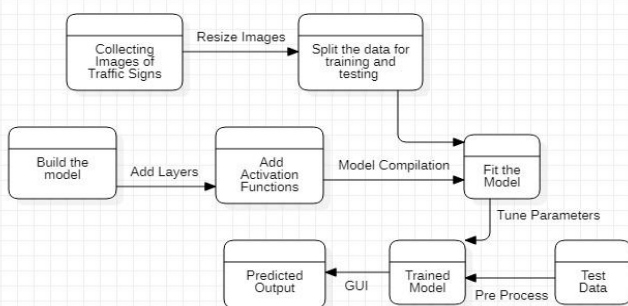 Collecting
Images of
Traffic Signs
Resize Images
Split the data for
training and
testing
Build the
model
Add Layers
Add
Activation
Functions
Model Compilation
Fit the
Model
Tune Parameters
Predicted
Output
GUI
Trained
Model
Pre Process
Test
Data